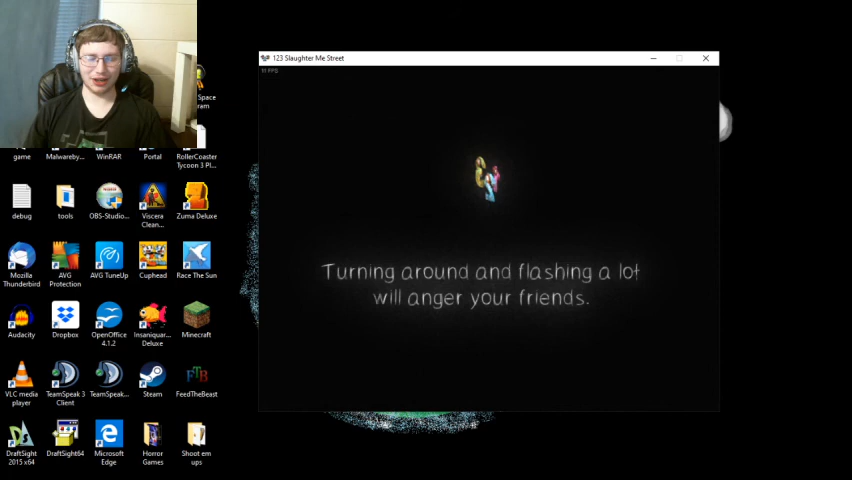 123 Slaughter Me Street
Turning around and flashing a lot
will anger your friends.
Space
ram
game
Malwareby...
WinRAR
Portal
RollerCoaster
Tycoon 3 Pl...
debug
tools
OBS-Studio...
Viscera
Clean...
Zuma Deluxe
Mozilla
Thunderbird
AVG
Protection
AVG TuneUp
Cuphead
Race The Sun
Audacity
Dropbox
OpenOffice
4.1.2
Insaniquar...
Deluxe
Minecraft
VLC media
player
TeamSpeak 3
Client
TeamSpeak...
Steam
FTB
FeedTheBeast
DraftSight
2015 x64
DraftSight64
Microsoft
Edge
Horror
Games
Shoot em
ups